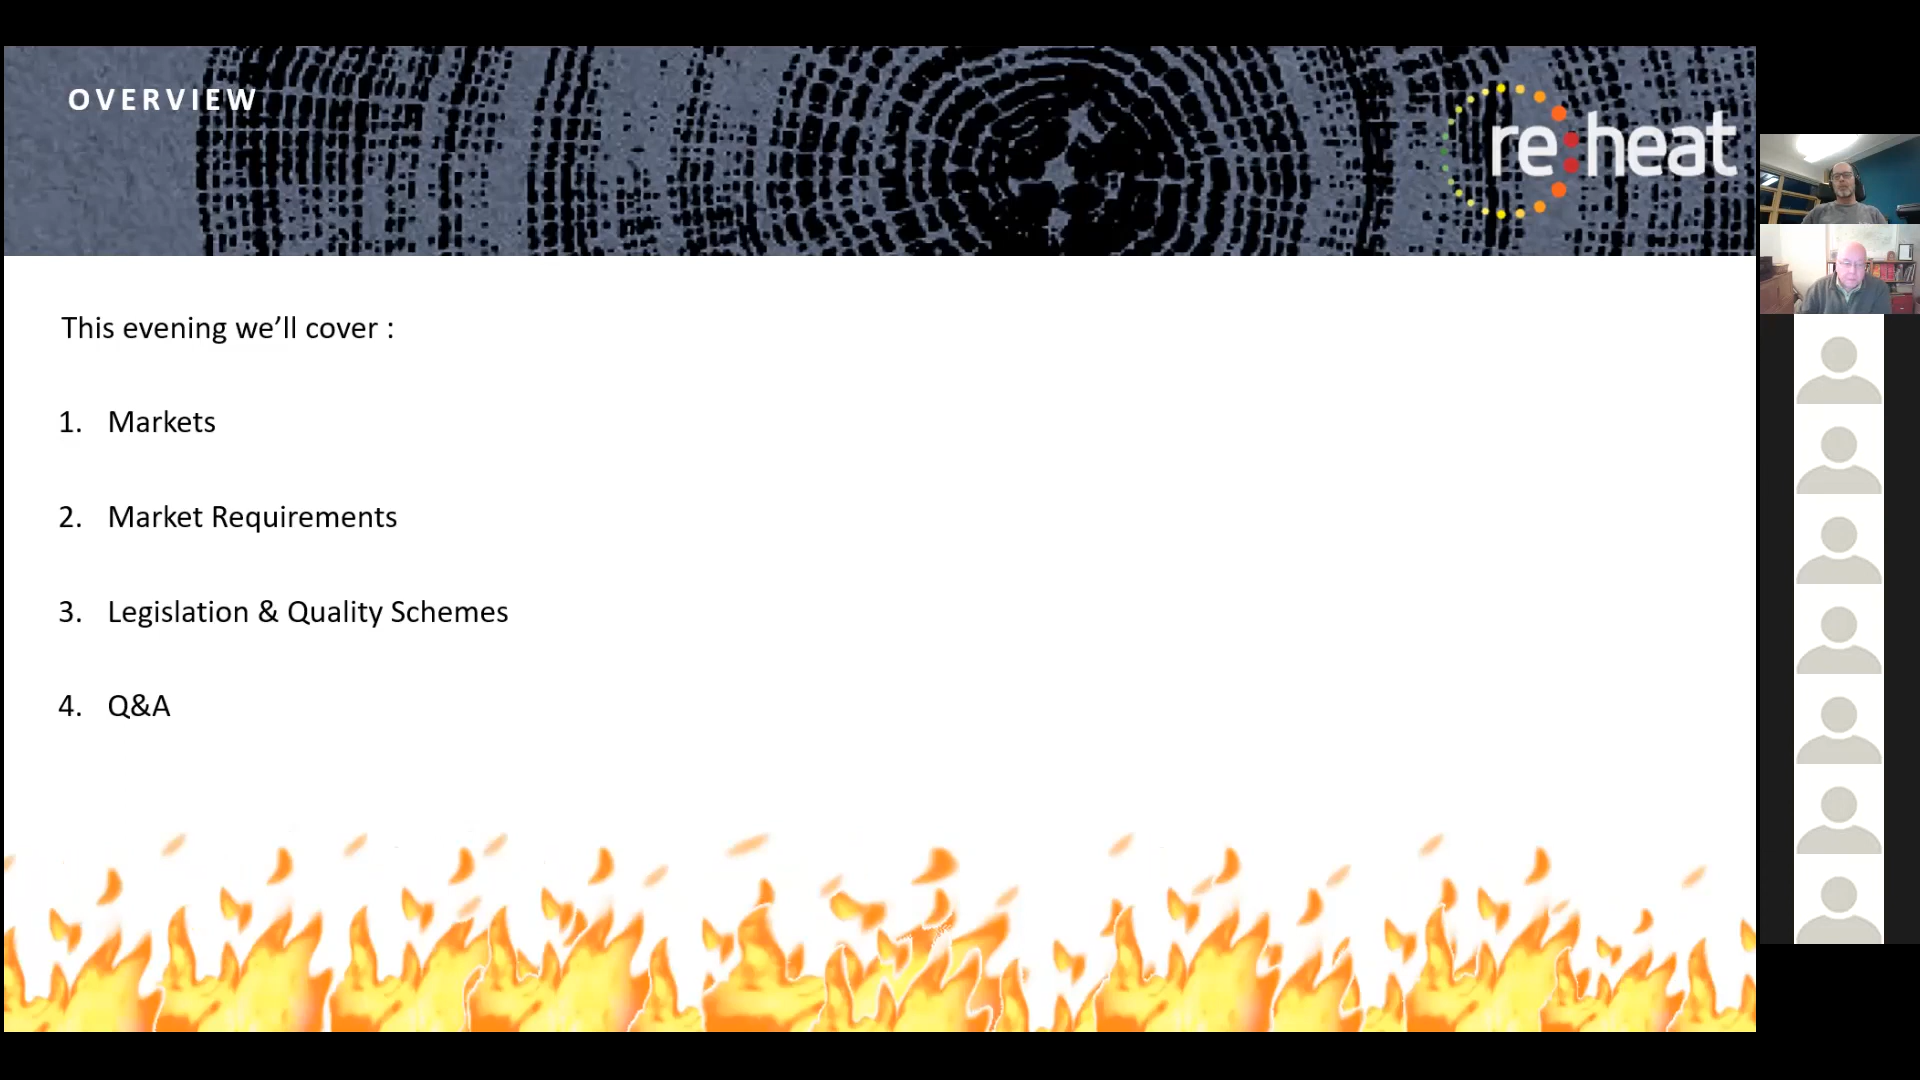 OVERVIEW
re:heat
This evening we’ll cover :
1. Markets
2. Market Requirements
3. Legislation & Quality Schemes
4. Q&A